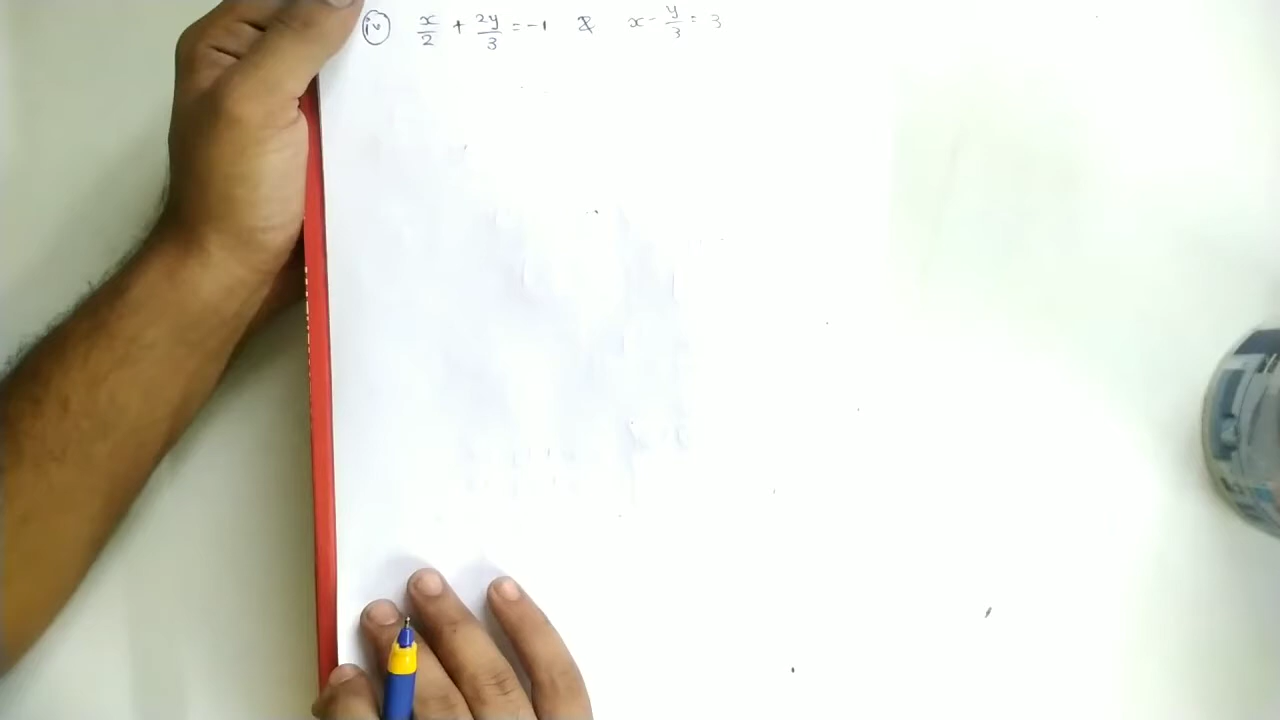 (iv) x/2 + 2y/3 = -1 & x - y/3 = 3